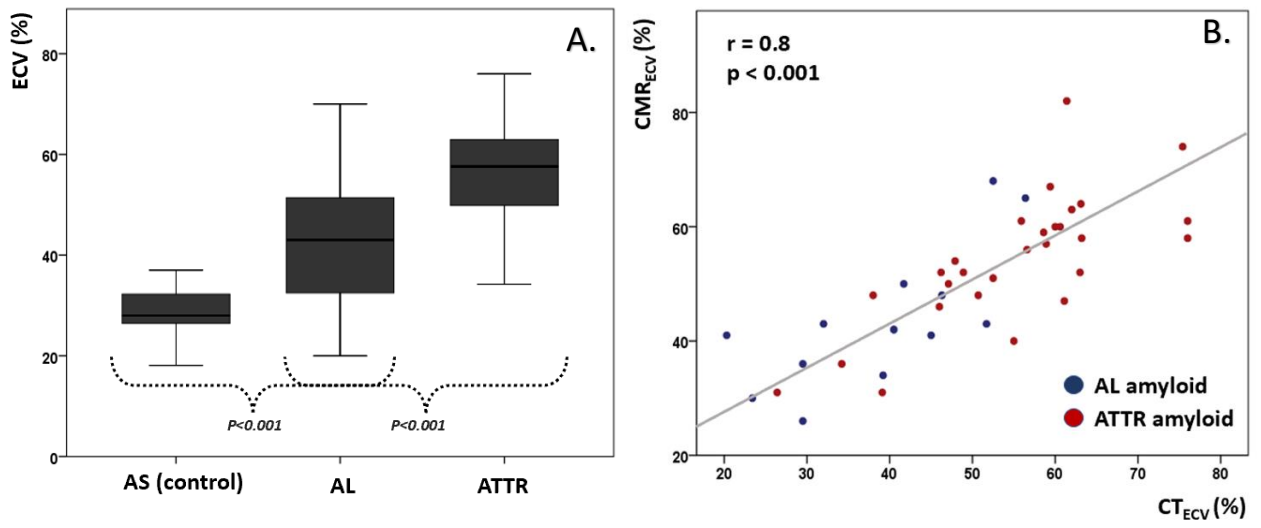 ECV (%)
A.
80
60
40
20
0
P<0.001
P<0.001
AS (control)
AL
ATTR
CMRECV (%)
B.
r = 0.8
p < 0.001
80
60
40
20
AL amyloid
ATTR amyloid
20
30
40
50
60
70
80
CTECV (%)